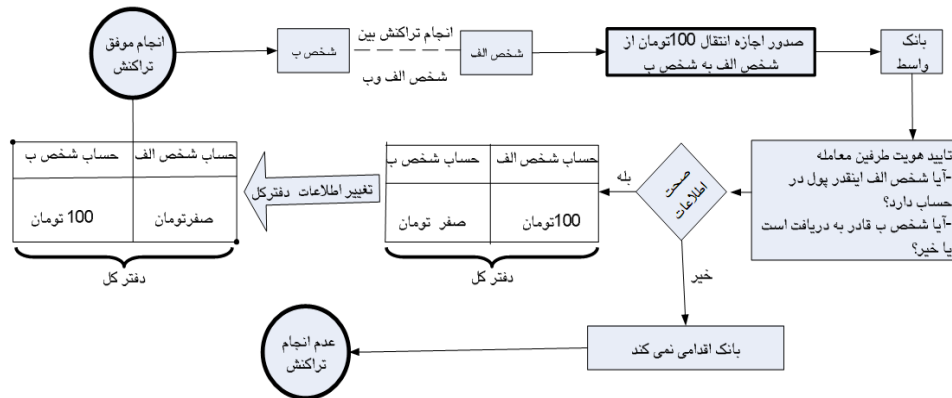 انجام موفق
تراکنش
شخص ب
انجام تراکنش بین
شخص الف وب
شخص الف
صدور اجازه انتقال 100تومان از
شخص الف به شخص ب
بانک
واسط
تایید هویت طرفین معامله
-آیا شخص الف اینقدر پول در
حساب دارد؟
-آیا شخص ب قادر به دریافت است
یا خیر؟
صحت
اطلاعات
بله
خیر
حساب شخص الف
حساب شخص ب
100تومان
صفر تومان
دفتر کل
تغییر اطلاعات دفترکل
حساب شخص الف
حساب شخص ب
صفرتومان
100 تومان
دفتر کل
بانک اقدامی نمی کند
عدم انجام
تراکنش